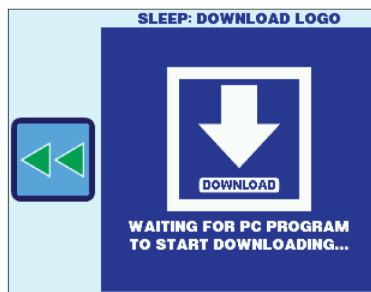 SLEEP: DOWNLOAD LOGO
DOWNLOAD
WAITING FOR PC PROGRAM
TO START DOWNLOADING...